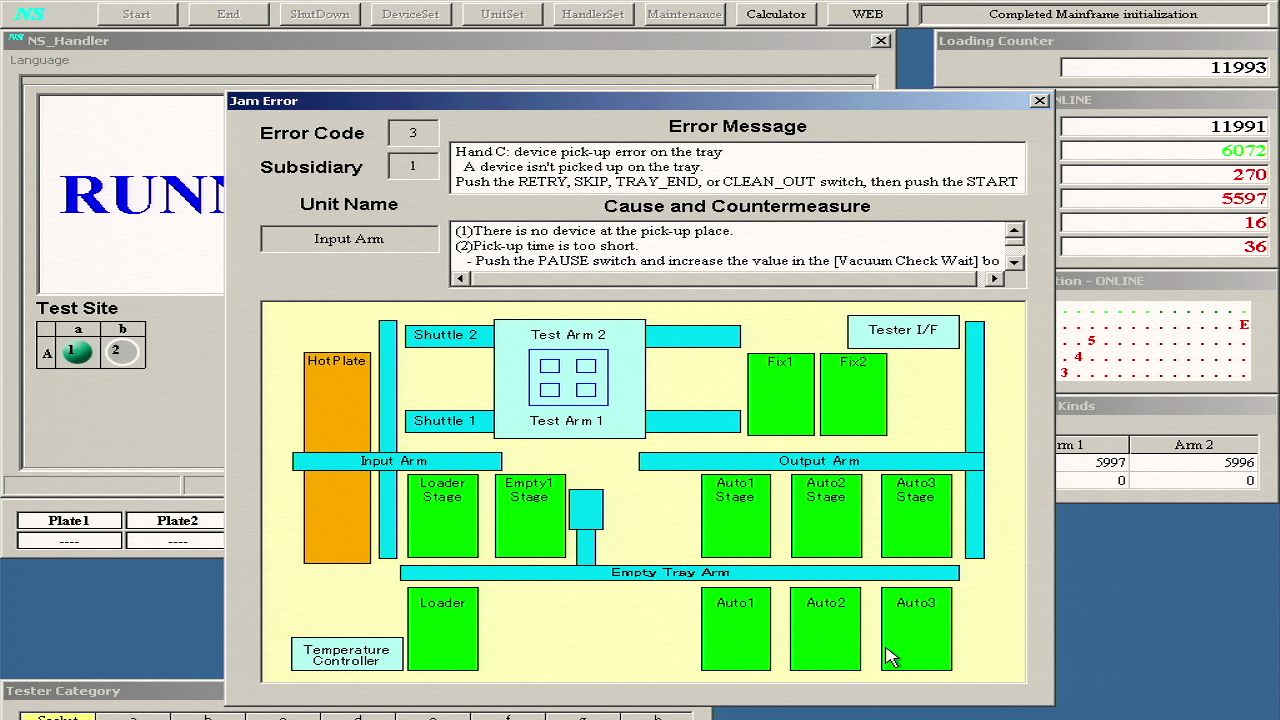 NS Start End ShutDown DeviceSet UnitSet HandlerSet Maintenance Calculator WEB Completed Mainframe initialization
NS NS_Handler
Language
RUNN
Test Site
a b
A 1 2
Plate1 Plate2
---- ----
Tester Category
Socket a b c d e f g h
Loading Counter
11993
NLINE
11991
6072
270
5597
16
36
tion - ONLINE
E
5
4
3
Kinds
rm 1 Arm 2
5997 5996
0 0
Jam Error
Error Code 3
Subsidiary 1
Unit Name
Input Arm
Error Message
Hand C: device pick-up error on the tray
A device isn't picked up on the tray.
Push the RETRY, SKIP, TRAY_END, or CLEAN_OUT switch, then push the START
Cause and Countermeasure
(1)There is no device at the pick-up place.
(2)Pick-up time is too short.
- Push the PAUSE switch and increase the value in the [Vacuum Check Wait] bo
Shuttle 2 Test Arm 2 Tester I/F
HotPlate Fix1 Fix2
Shuttle 1 Test Arm 1
Input Arm Output Arm
Loader Stage
Empty1 Stage
Auto1 Stage
Auto2 Stage
Auto3 Stage
Empty Tray Arm
Loader Auto1 Auto2 Auto3
Temperature
Controller